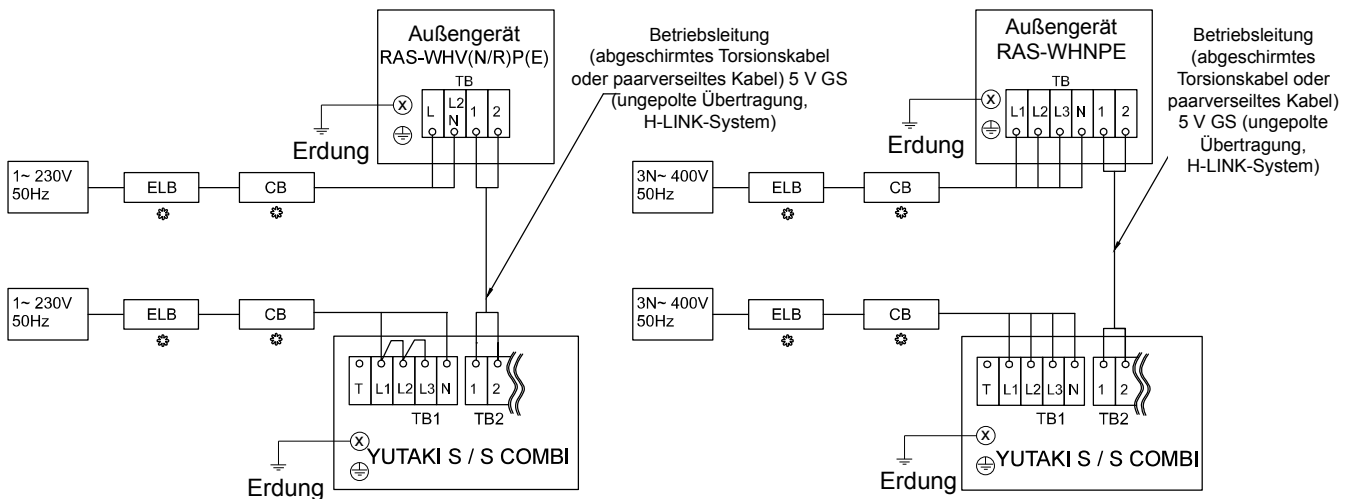 Außengerät
RAS-WHV(N/R)P(E)
TB
L
L2
N
1
2
Erdung
Betriebsleitung
(abgeschirmtes Torsionskabel
oder paarverseiltes Kabel) 5 V GS
(ungepolte Übertragung,
H-LINK-System)
1~ 230V
50Hz
ELB
CB
1~ 230V
50Hz
ELB
CB
T
L1
L2
L3
N
1
2
TB1
TB2
YUTAKI S / S COMBI
Erdung
Außengerät
RAS-WHNPE
TB
L1
L2
L3
N
1
2
Erdung
Betriebsleitung
(abgeschirmtes
Torsionskabel oder
paarverseiltes Kabel)
5 V GS (ungepolte
Übertragung,
H-LINK-System)
3N~ 400V
50Hz
ELB
CB
3N~ 400V
50Hz
ELB
CB
T
L1
L2
L3
N
1
2
TB1
TB2
YUTAKI S / S COMBI
Erdung